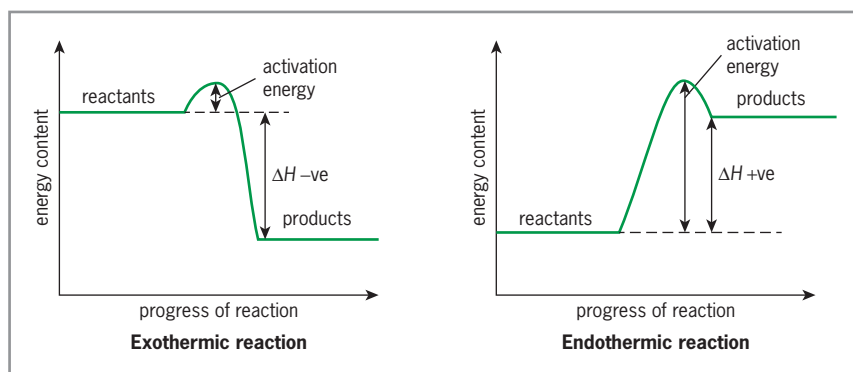 energy content
reactants
activation
energy
ΔH –ve
products
progress of reaction
Exothermic reaction
energy content
reactants
activation
energy
products
ΔH +ve
progress of reaction
Endothermic reaction